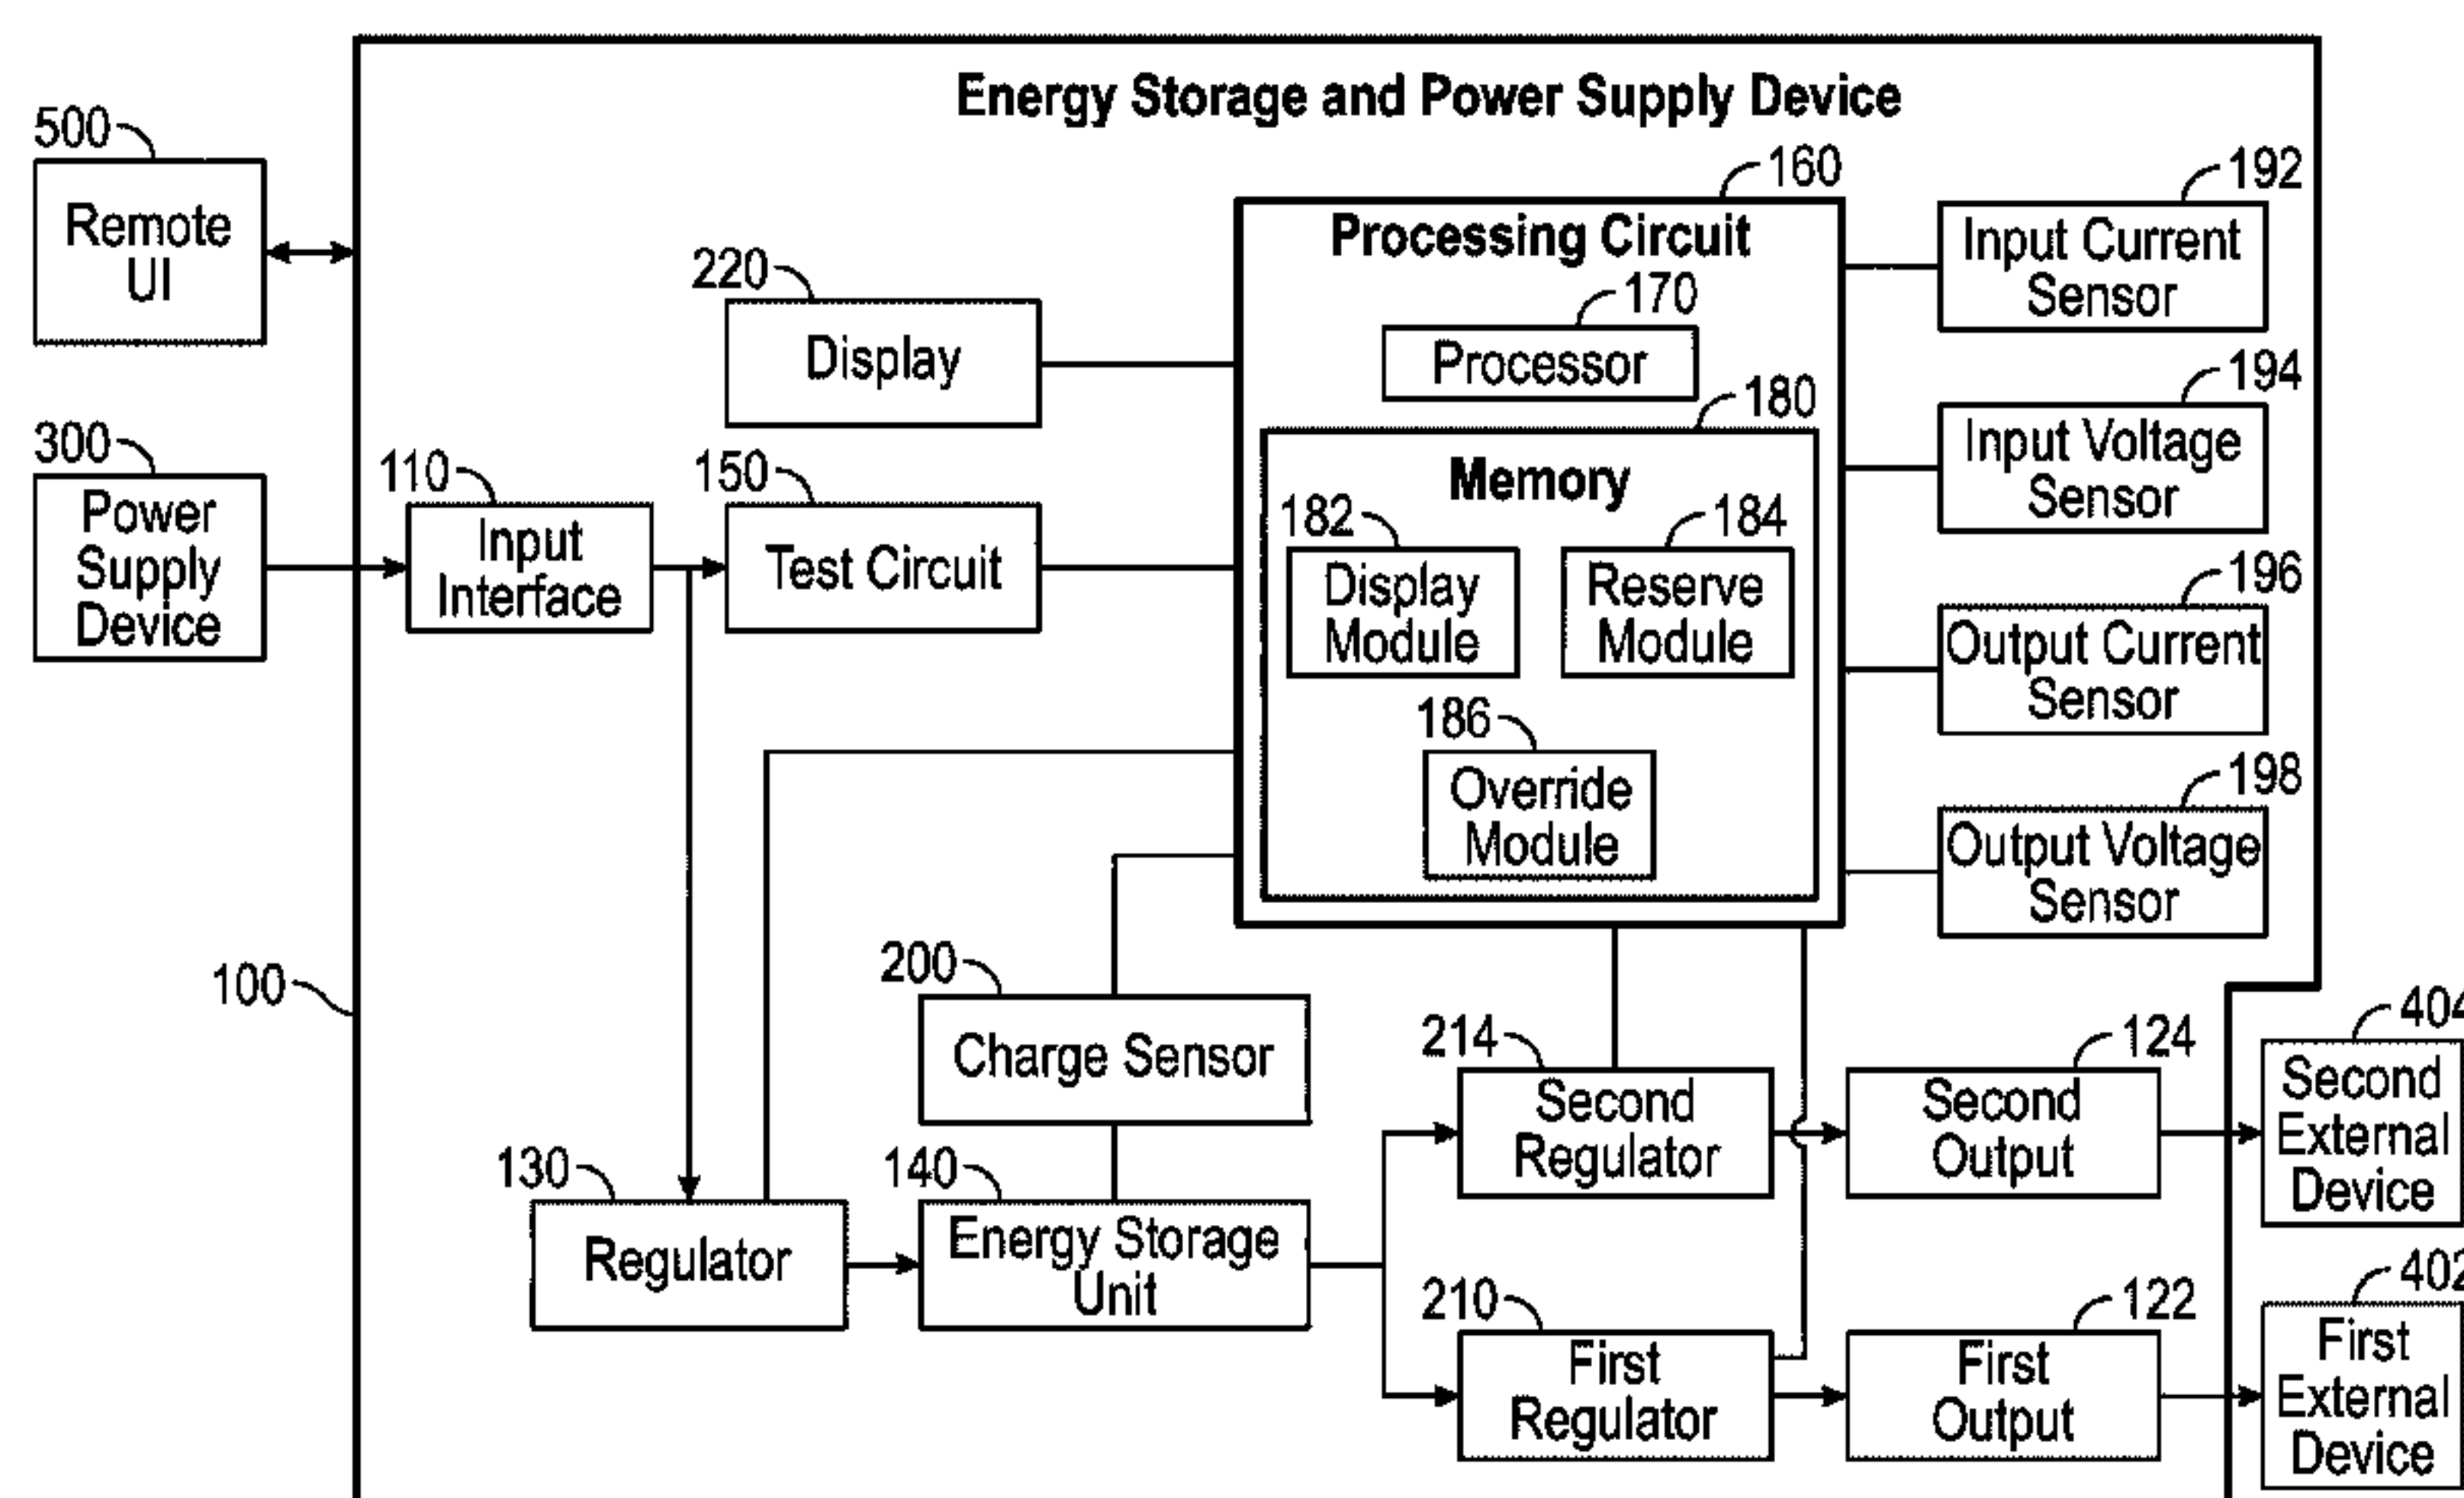 Energy Storage and Power Supply Device
500
Remote
UI
160
Processing Circuit
192
Input Current
Sensor
220
Display
170
Processor
194
Input Voltage
Sensor
180
Memory
300
Power
Supply
Device
110
Input
Interface
150
Test Circuit
182
Display
Module
184
Reserve
Module
196
Output Current
Sensor
186
Override
Module
198
Output Voltage
Sensor
100
200
Charge Sensor
214
Second
Regulator
124
Second
Output
404
Second
External
Device
130
Regulator
140
Energy Storage
Unit
210
First
Regulator
122
First
Output
402
First
External
Device